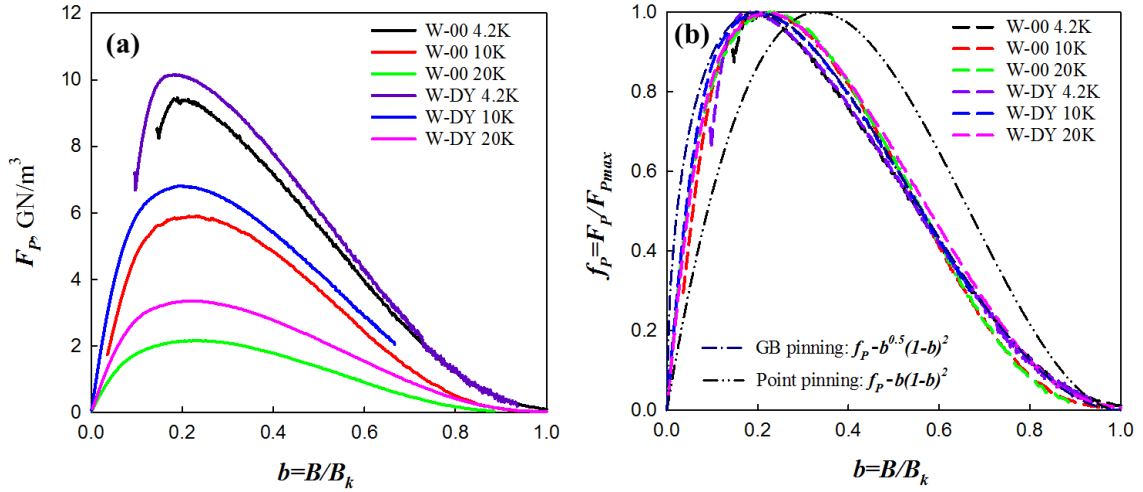 (a)
W-00 4.2K
W-00 10K
W-00 20K
W-DY 4.2K
W-DY 10K
W-DY 20K
F_P, GN/m³
12
10
8
6
4
2
0
0.0 0.2 0.4 0.6 0.8 1.0
b=B/B_k
(b)
W-00 4.2K
W-00 10K
W-00 20K
W-DY 4.2K
W-DY 10K
W-DY 20K
GB pinning: f_P~b^0.5(1-b)^2
Point pinning: f_P~b(1-b)^2
f_P=F_P/F_Pmax
1.0
0.8
0.6
0.4
0.2
0.0
0.0 0.2 0.4 0.6 0.8 1.0
b=B/B_k